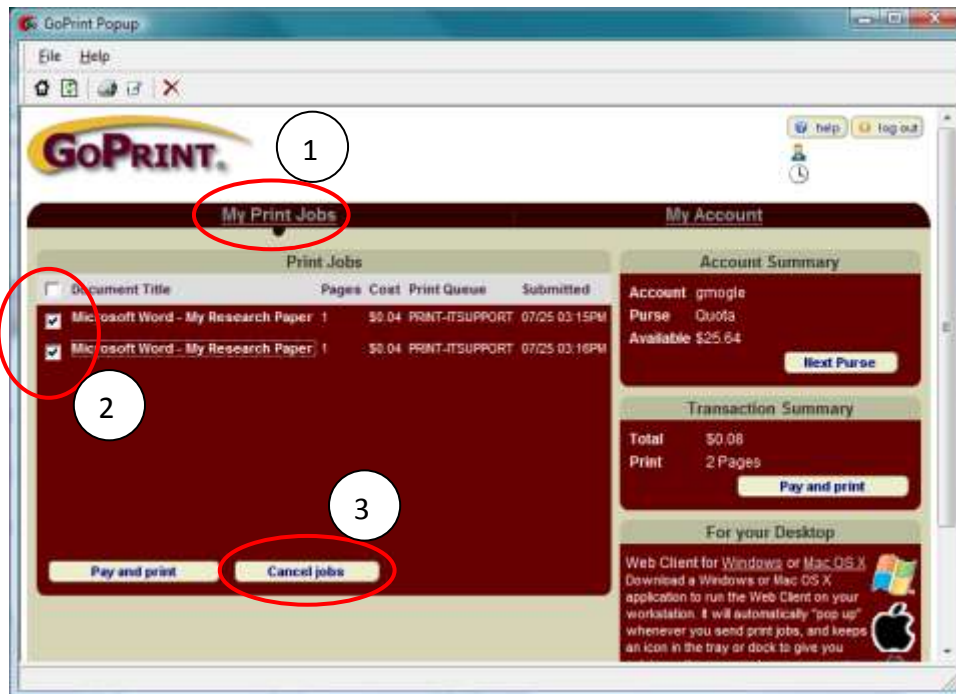 GoPrint Popup
File Help
GOPRINT.
1
help log out
My Print Jobs My Account
Print Jobs
Document Title Pages Cost Print Queue Submitted
Microsoft Word - My Research Paper 1 $0.04 PRINT-ITSUPPORT 07/25 03:15PM
Microsoft Word - My Research Paper 1 $0.04 PRINT-ITSUPPORT 07/25 03:16PM
2
3
Pay and print Cancel jobs
Account Summary
Account gmogle
Purse Quota
Available $25.64
Next Purse
Transaction Summary
Total $0.08
Print 2 Pages
Pay and print
For your Desktop
Web Client for Windows or Mac OS X
Download a Windows or Mac OS X
application to run the Web Client on your
workstation. It will automatically "pop up"
whenever you send print jobs, and keeps
an icon in the tray or dock to give you